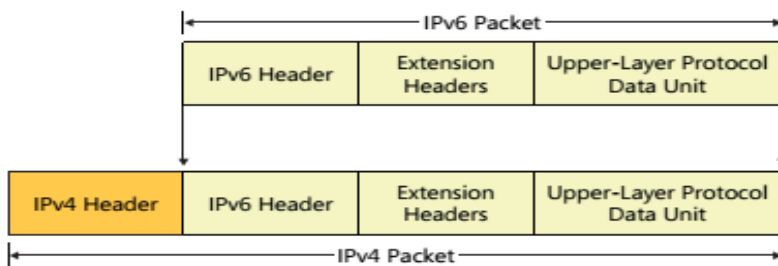 IPv6 Packet
IPv6 Header
Extension
Headers
Upper-Layer Protocol
Data Unit
IPv4 Header
IPv6 Header
Extension
Headers
Upper-Layer Protocol
Data Unit
IPv4 Packet